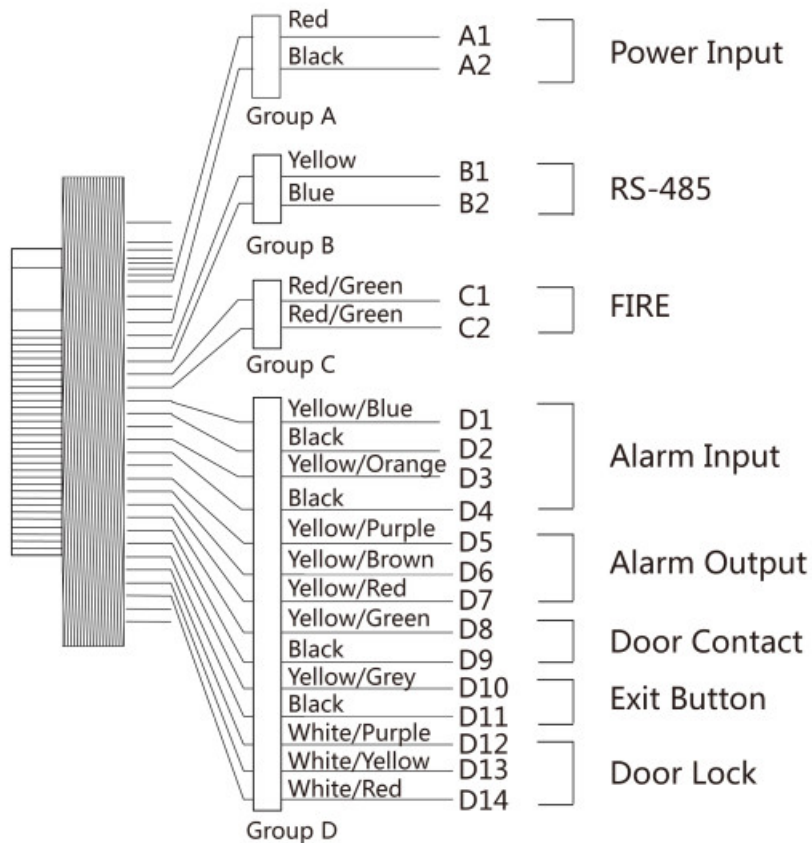 Red A1
Black A2 Power Input
Group A
Yellow B1
Blue B2 RS-485
Group B
Red/Green C1
Red/Green C2 FIRE
Group C
Yellow/Blue D1
Black D2
Yellow/Orange D3 Alarm Input
Black D4
Yellow/Purple D5
Yellow/Brown D6 Alarm Output
Yellow/Red D7
Yellow/Green D8
Black D9 Door Contact
Yellow/Grey D10
Black D11 Exit Button
White/Purple D12
White/Yellow D13 Door Lock
White/Red D14
Group D